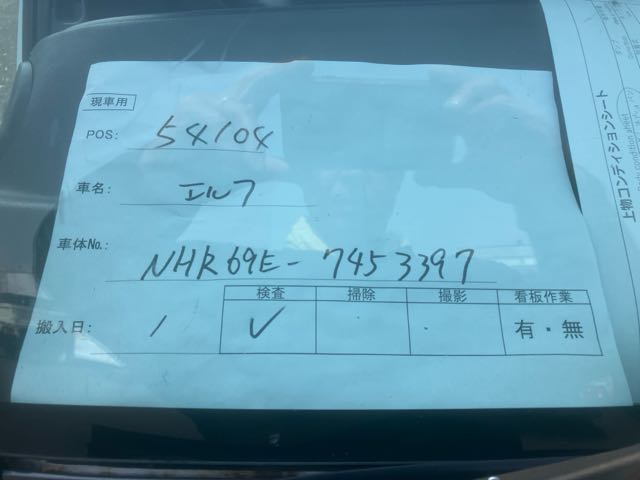 現車用
POS: 54104
車名: エルフ
車体No.: NHR69E-7453397
検査 掃除 撮影 看板作業
搬入日: 1 ✓ 有・無
上物コンディションシート